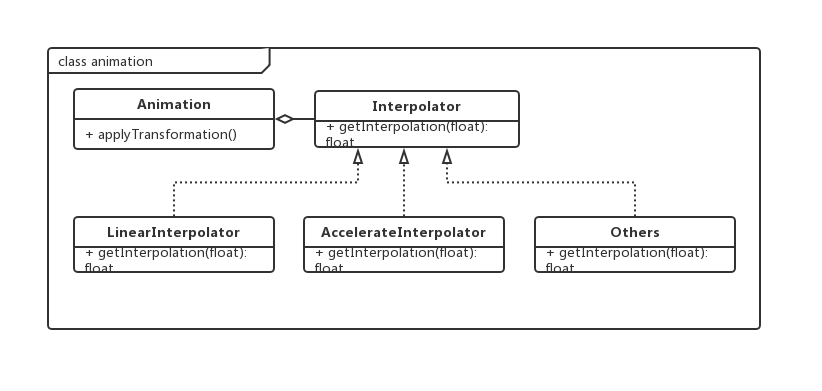 class animation
Animation
+ applyTransformation()
Interpolator
+ getInterpolation(float):
float
LinearInterpolator
+ getInterpolation(float):
float
AccelerateInterpolator
+ getInterpolation(float):
float
Others
+ getInterpolation(float):
float